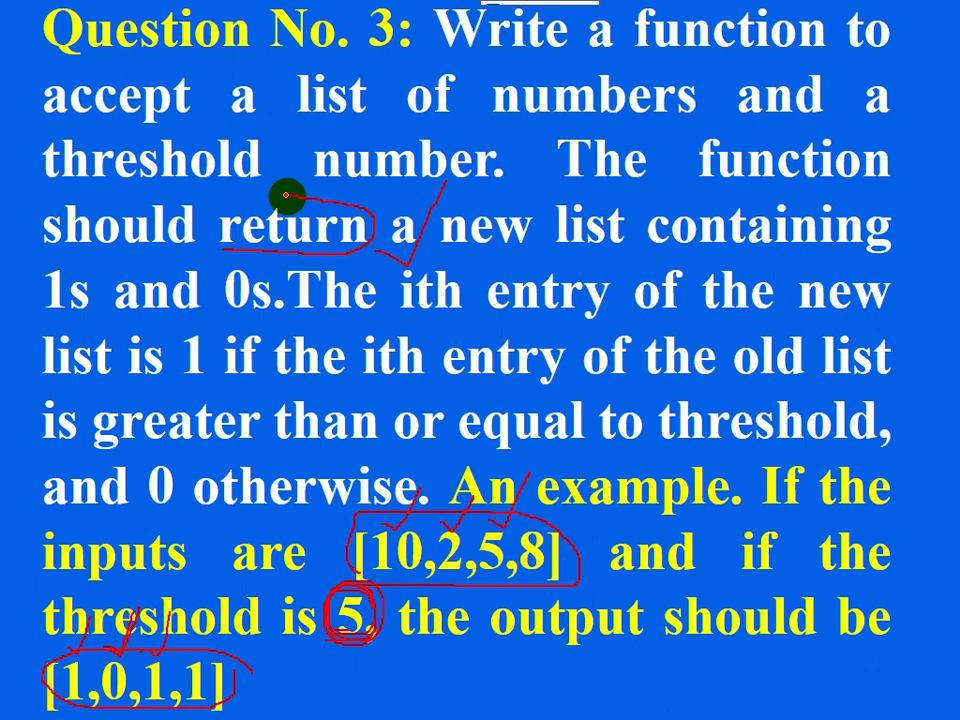 Question No. 3: Write a function to
accept a list of numbers and a
threshold number. The function
should return a new list containing
1s and 0s.The ith entry of the new
list is 1 if the ith entry of the old list
is greater than or equal to threshold,
and 0 otherwise. An example. If the
inputs are [10,2,5,8] and if the
threshold is 5, the output should be
[1,0,1,1]